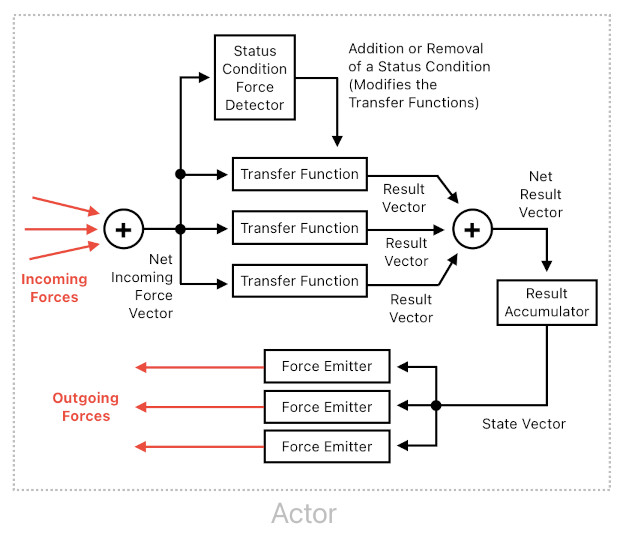 Status
Condition
Force
Detector
Addition or Removal
of a Status Condition
(Modifies the
Transfer Functions)
Transfer Function
Result
Vector
Net
Result
Vector
+
Transfer Function
Result
Vector
+
Net
Incoming
Force
Vector
Incoming
Forces
Transfer Function
Result
Vector
Result
Accumulator
Force Emitter
Outgoing
Forces
Force Emitter
State Vector
Force Emitter
Actor